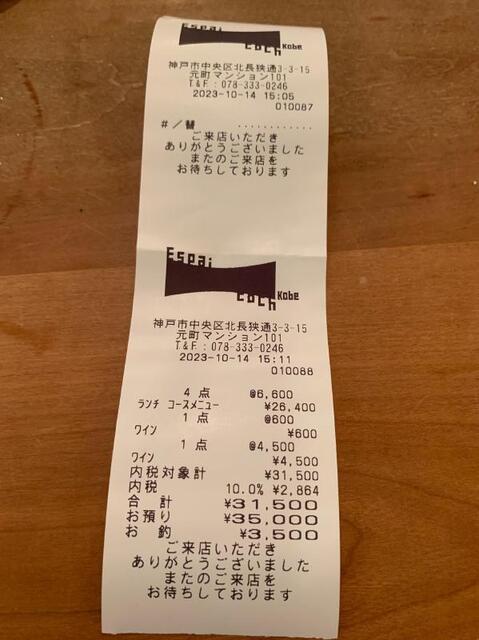 Espai
Coch Kobe
神戸市中央区北長狭通3-3-15
元町マンション101
T&F：078-333-0246
2023-10-14 15:05
010087
#／替 ............
ご来店いただき
ありがとうございました
またのご来店を
お待ちしております
Espai
Coch Kobe
神戸市中央区北長狭通3-3-15
元町マンション101
T&F：078-333-0246
2023-10-14 15:11
010088
4 点 @6,600
ランチ コースメニュー ¥26,400
1 点 @600
ワイン ¥600
1 点 @4,500
ワイン ¥4,500
内税対象計 ¥31,500
内税 10.0% ¥2,864
合 計 ¥31,500
お預り ¥35,000
お 釣 ¥3,500
ご来店いただき
ありがとうございました
またのご来店を
お待ちしております